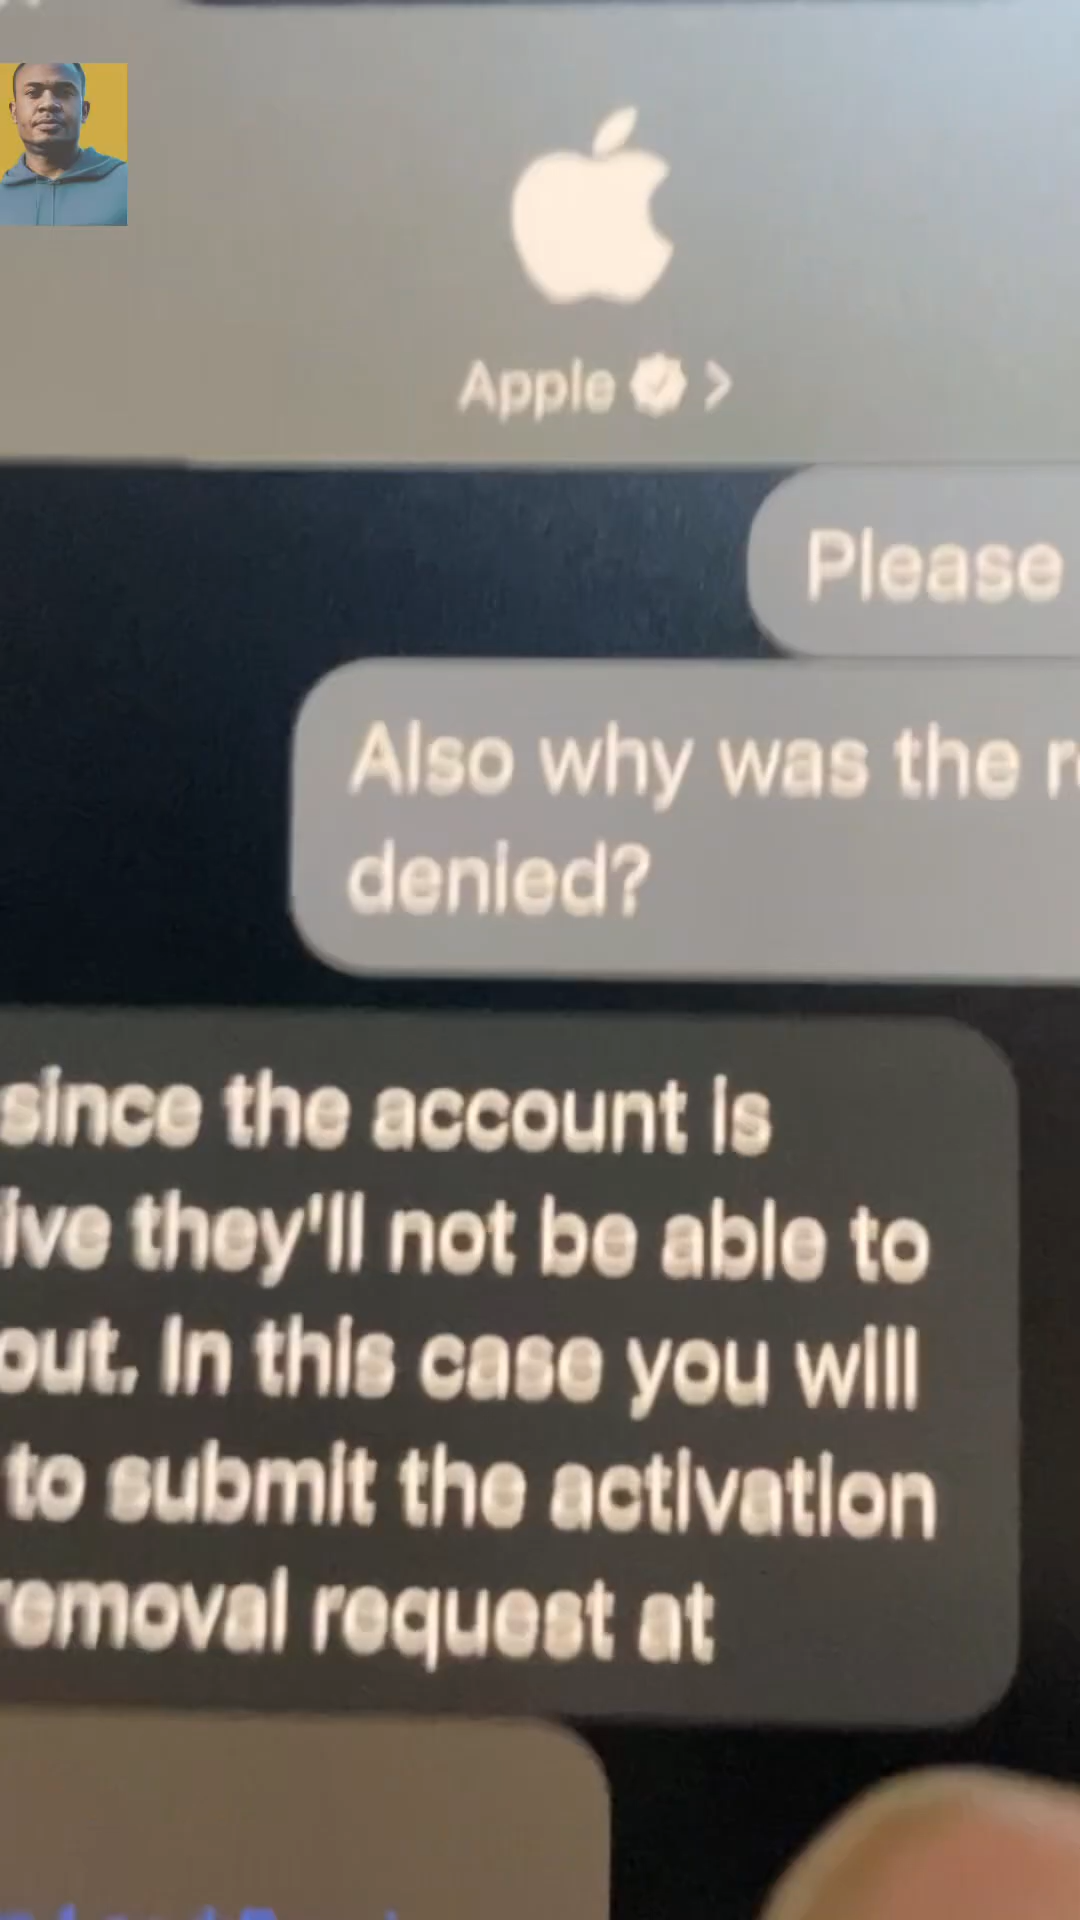 Apple
Please
Also why was the
denied?
since the account is
they'll not be able to
In this case you will
to submit the activation
removal request at